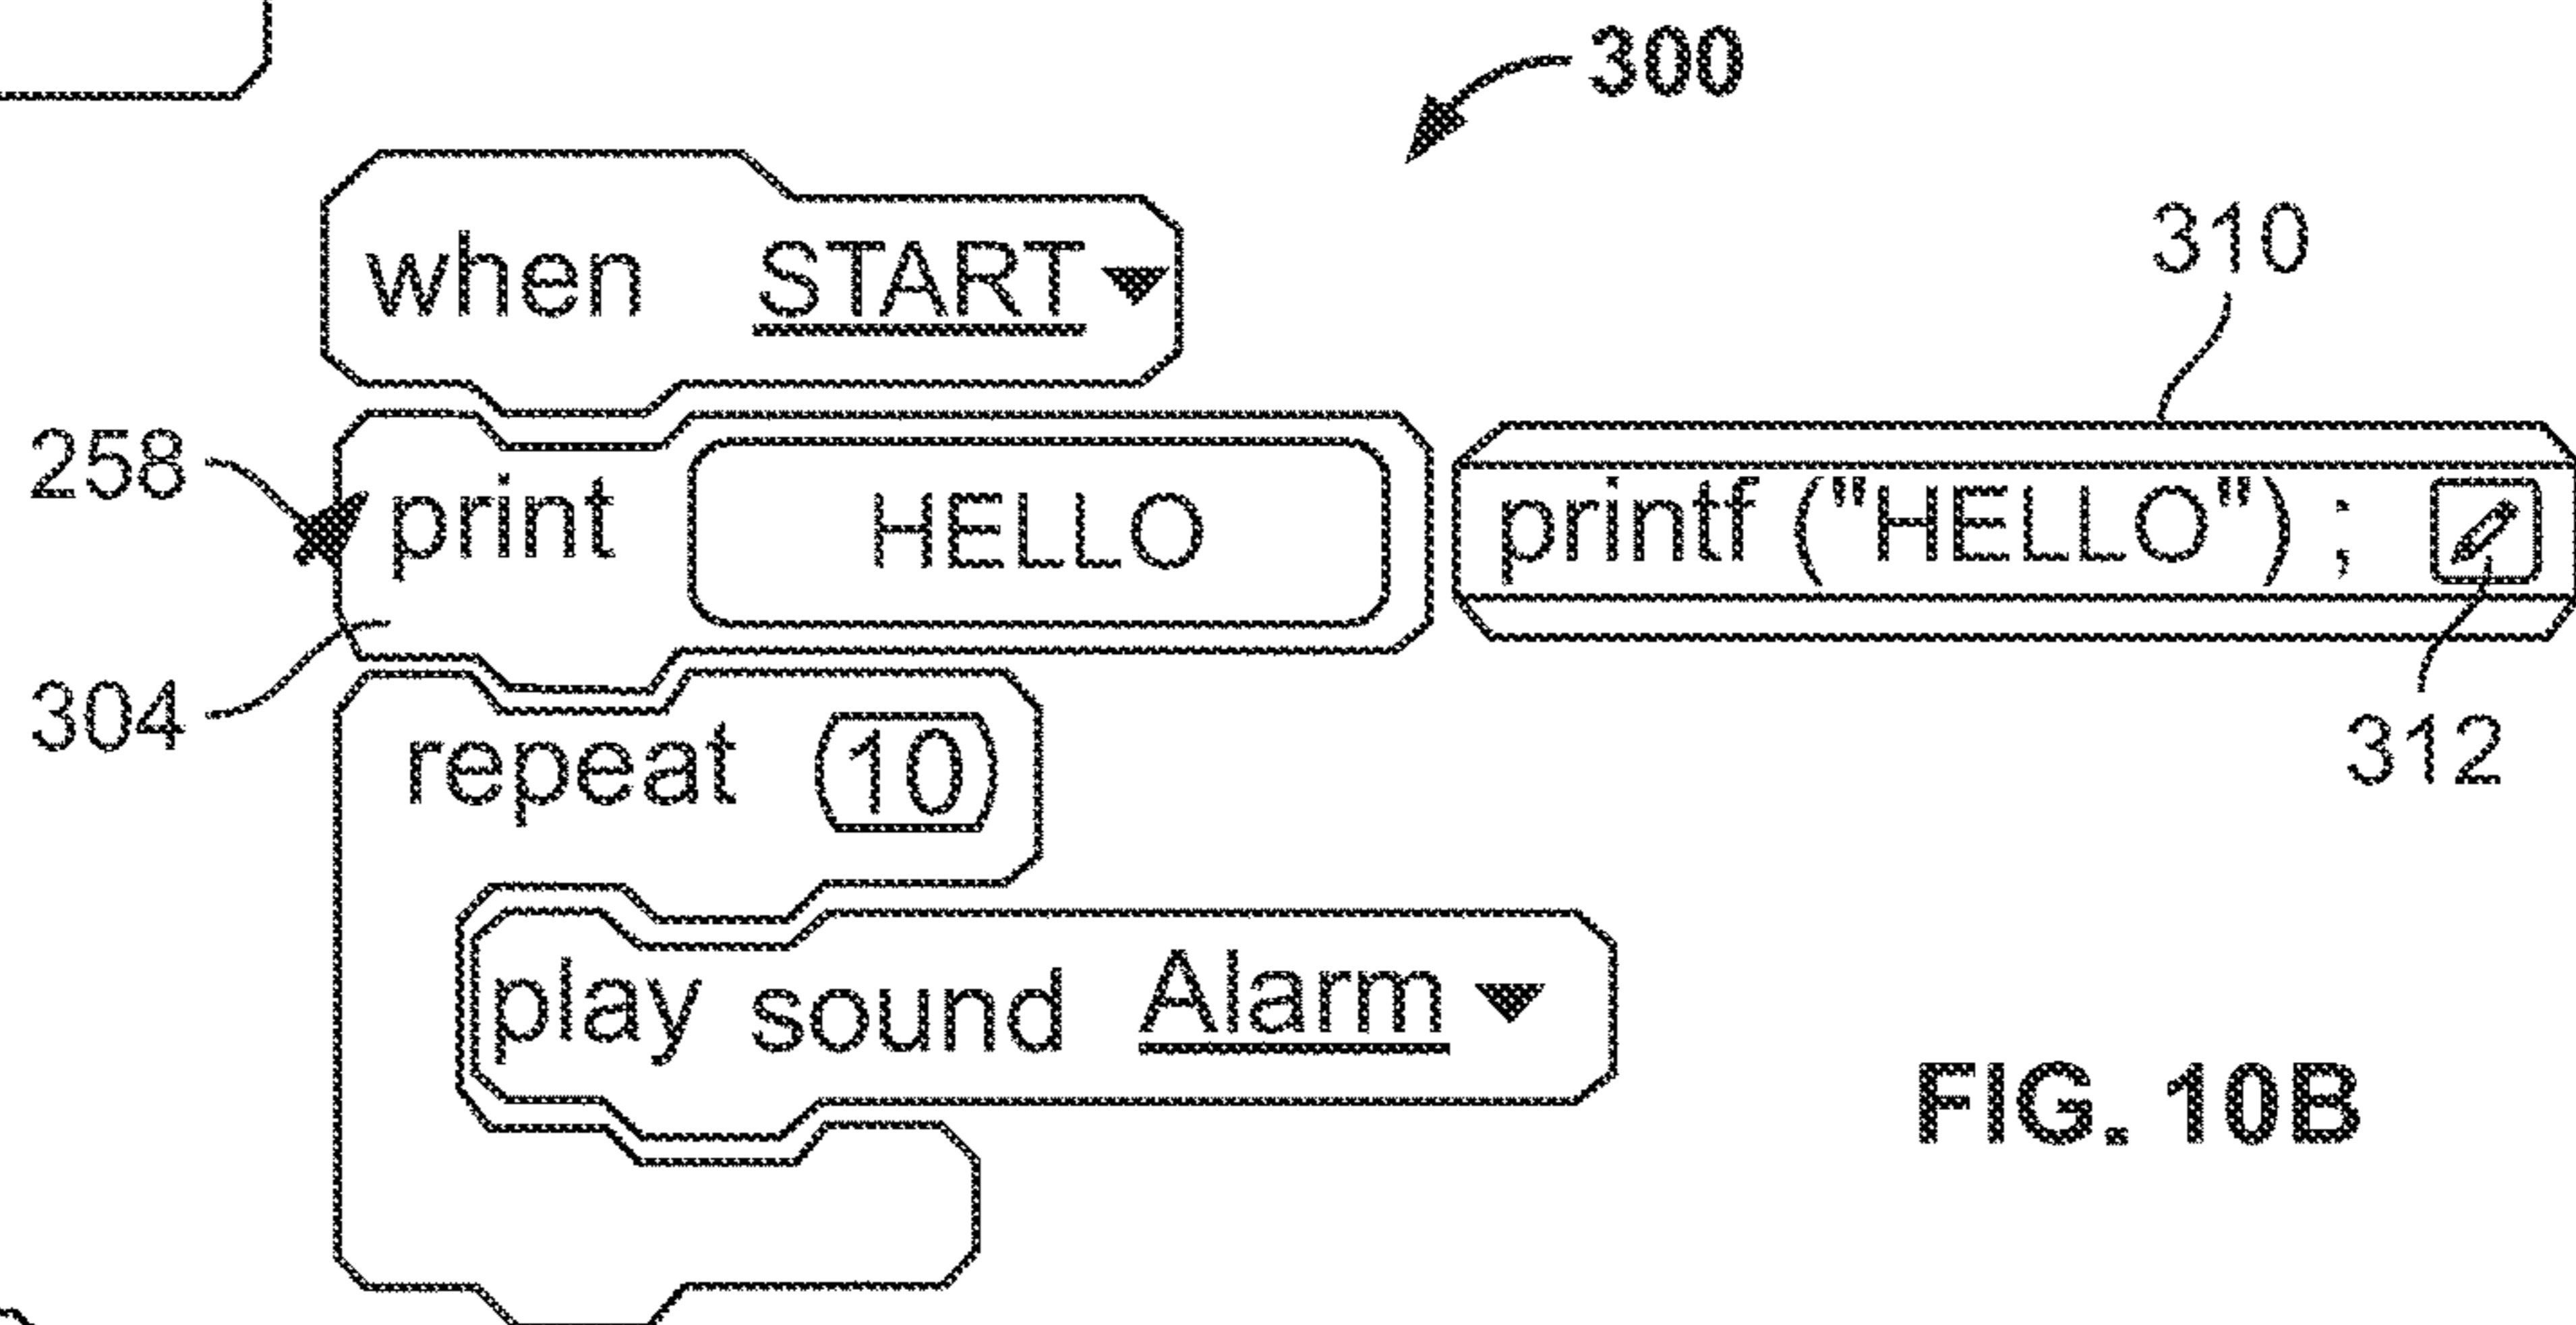 300
when START
310
258
print HELLO
printf ("HELLO") ;
304
312
repeat 10
play sound Alarm
FIG. 10B